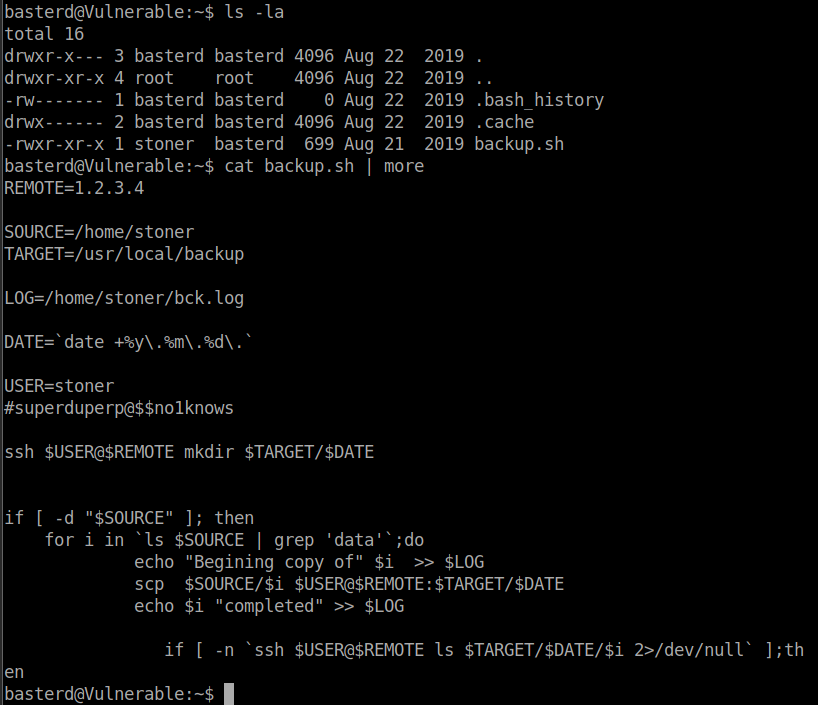 basterd@Vulnerable:~$ ls -la
total 16
drwxr-x--- 3 basterd basterd 4096 Aug 22  2019 .
drwxr-xr-x 4 root    root    4096 Aug 22  2019 ..
-rw------- 1 basterd basterd    0 Aug 22  2019 .bash_history
drwx------ 2 basterd basterd 4096 Aug 22  2019 .cache
-rwxr-xr-x 1 stoner  basterd  699 Aug 21  2019 backup.sh
basterd@Vulnerable:~$ cat backup.sh | more
REMOTE=1.2.3.4
SOURCE=/home/stoner
TARGET=/usr/local/backup
LOG=/home/stoner/bck.log
DATE=`date +%y\.%m\.%d\.`
USER=stoner
#superduperp@$$no1knows
ssh $USER@$REMOTE mkdir $TARGET/$DATE
if [ -d "$SOURCE" ]; then
    for i in `ls $SOURCE | grep 'data'`;do
             echo "Begining copy of" $i  >> $LOG
             scp  $SOURCE/$i $USER@$REMOTE:$TARGET/$DATE
             echo $i "completed" >> $LOG
                if [ -n `ssh $USER@$REMOTE ls $TARGET/$DATE/$i 2>/dev/null` ];th
en
basterd@Vulnerable:~$